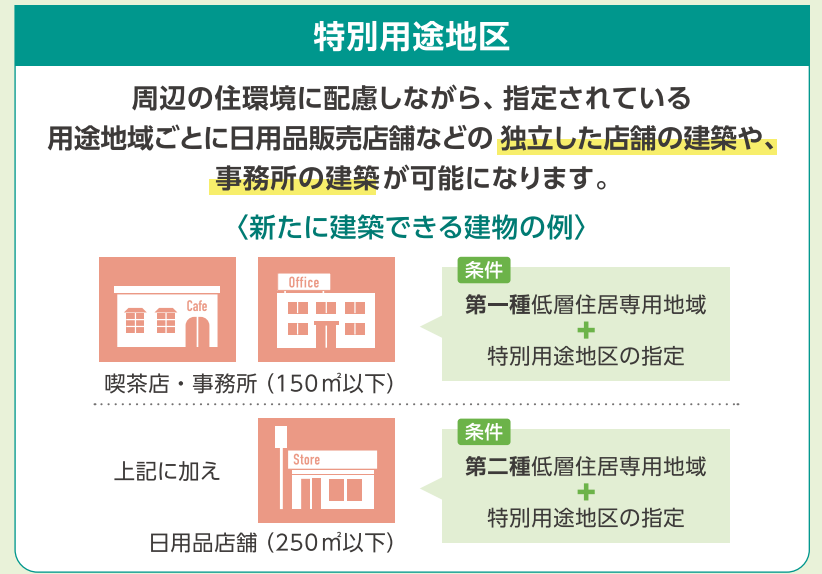 特別用途地区
周辺の住環境に配慮しながら、指定されている
用途地域ごとに日用品販売店舗などの 独立した店舗の建築や、
事務所の建築が可能になります。
〈新たに建築できる建物の例〉
Cafe
Office
喫茶店・事務所（150㎡以下）
条件
第一種低層住居専用地域
+
特別用途地区の指定
上記に加え
Store
日用品店舗（250㎡以下）
条件
第二種低層住居専用地域
+
特別用途地区の指定